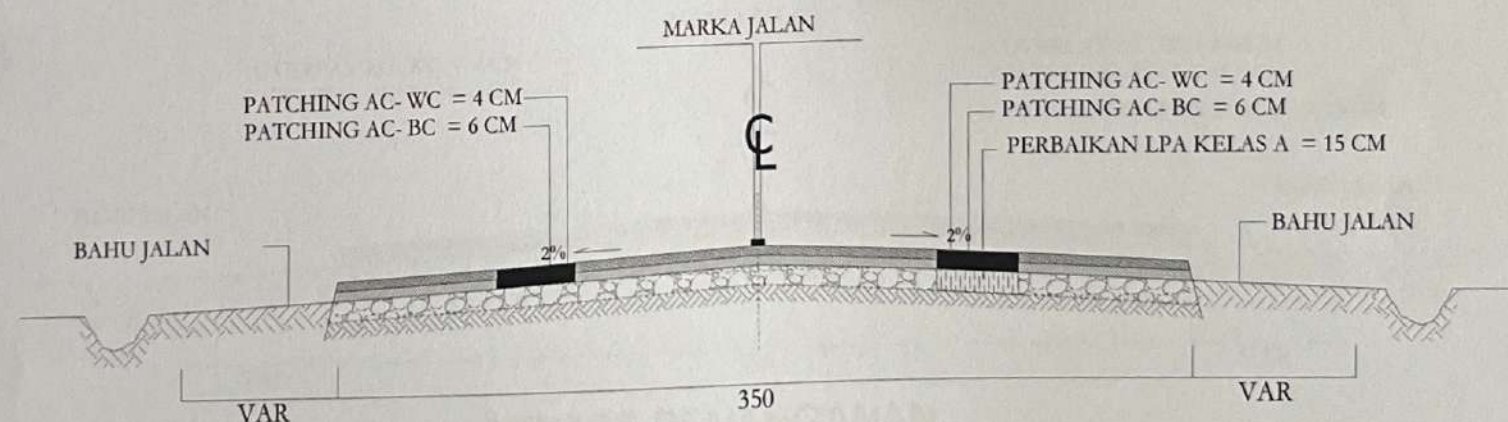 MARKA JALAN
PATCHING AC- WC = 4 CM
PATCHING AC- BC = 6 CM
PATCHING AC- WC = 4 CM
PATCHING AC- BC = 6 CM
PERBAIKAN LPA KELAS A = 15 CM
CL
BAHU JALAN
2%
2%
BAHU JALAN
VAR
350
VAR